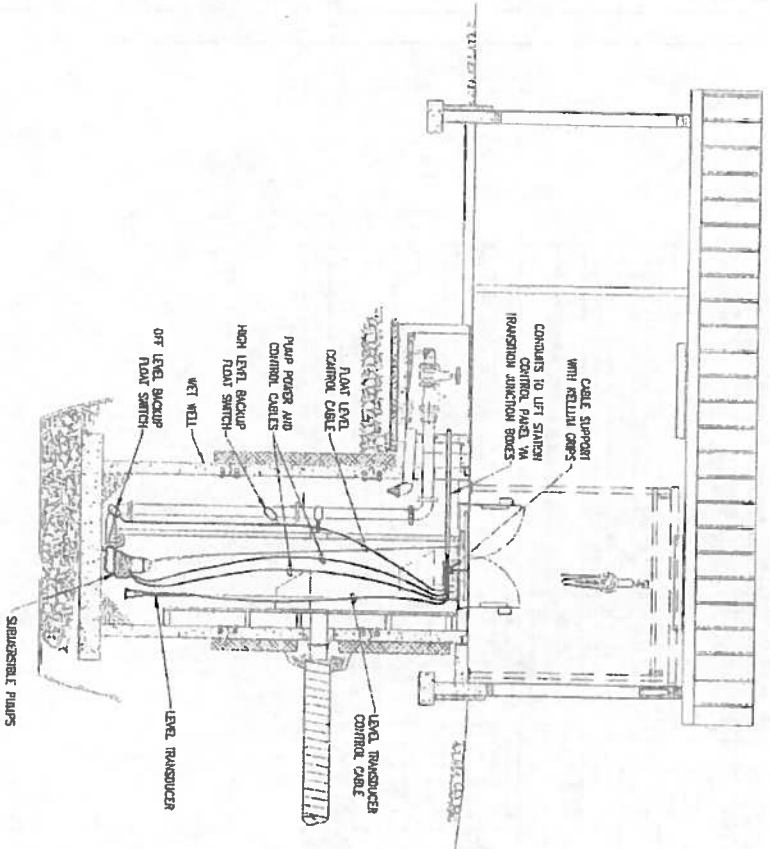 CABLE SUPPORT
WITH KELLUM GRIPS
CONDUITS TO LIFT STATION
CONTROL PANEL VIA
TRANSITION JUNCTION BOXES
FLOAT LEVEL
CONTROL CABLE
PUMP POWER AND
CONTROL CABLES
HIGH LEVEL BACKUP
FLOAT SWITCH
WET WELL
OFF LEVEL BACKUP
FLOAT SWITCH
LEVEL TRANSDUCER
CONTROL CABLE
LEVEL TRANSDUCER
SUBMERSIBLE PUMPS